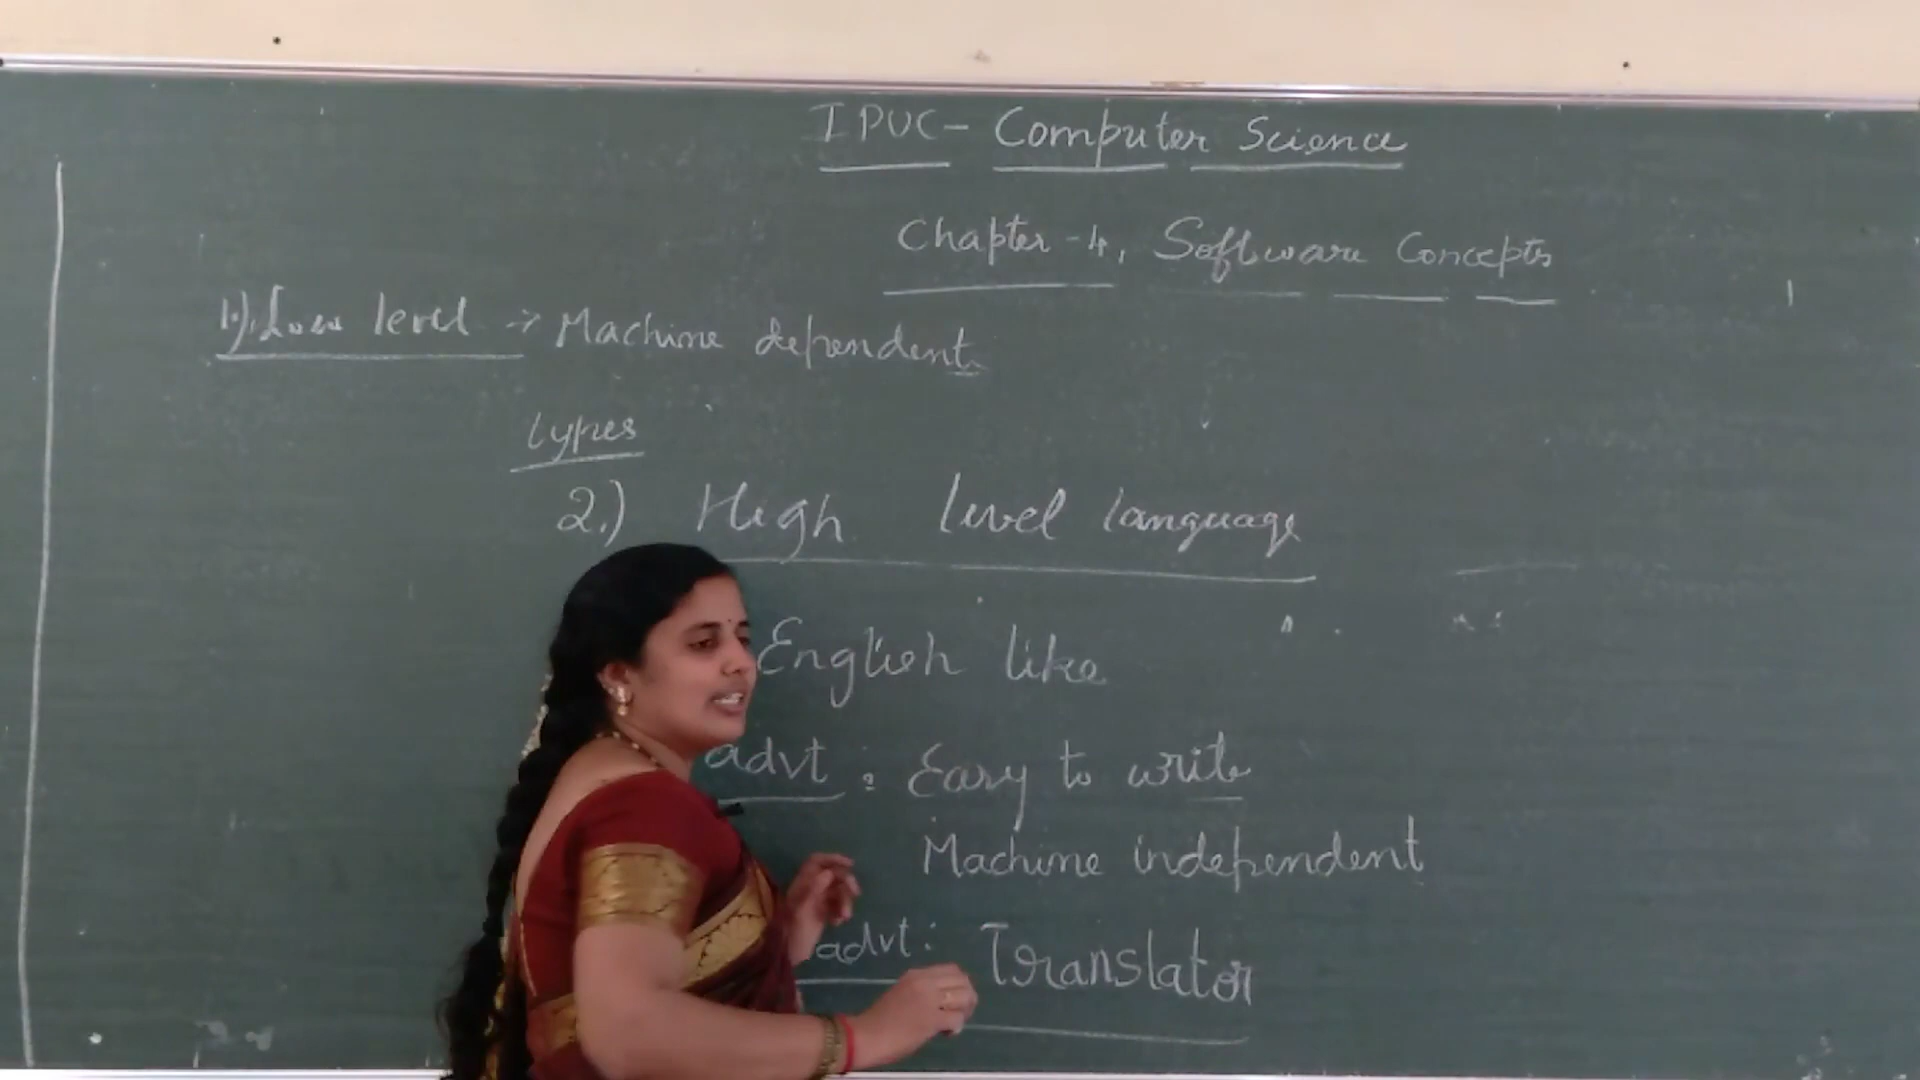 I PUC - Computer Science
Chapter - 4, Software Concepts
1.) Low level → Machine dependent
types
2.) High level language
English like
advt : Easy to write
Machine independent
advt: Translator